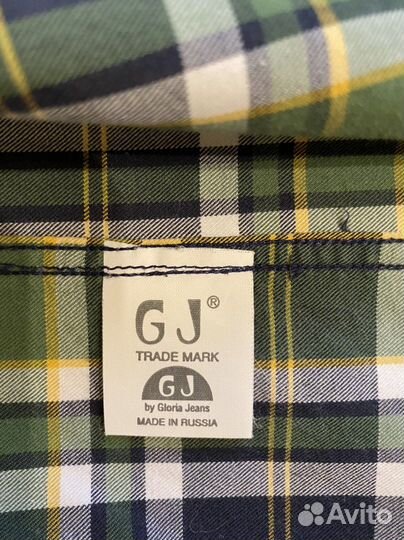 GJ®
TRADE MARK
GJ
by Gloria Jeans
MADE IN RUSSIA
Avito